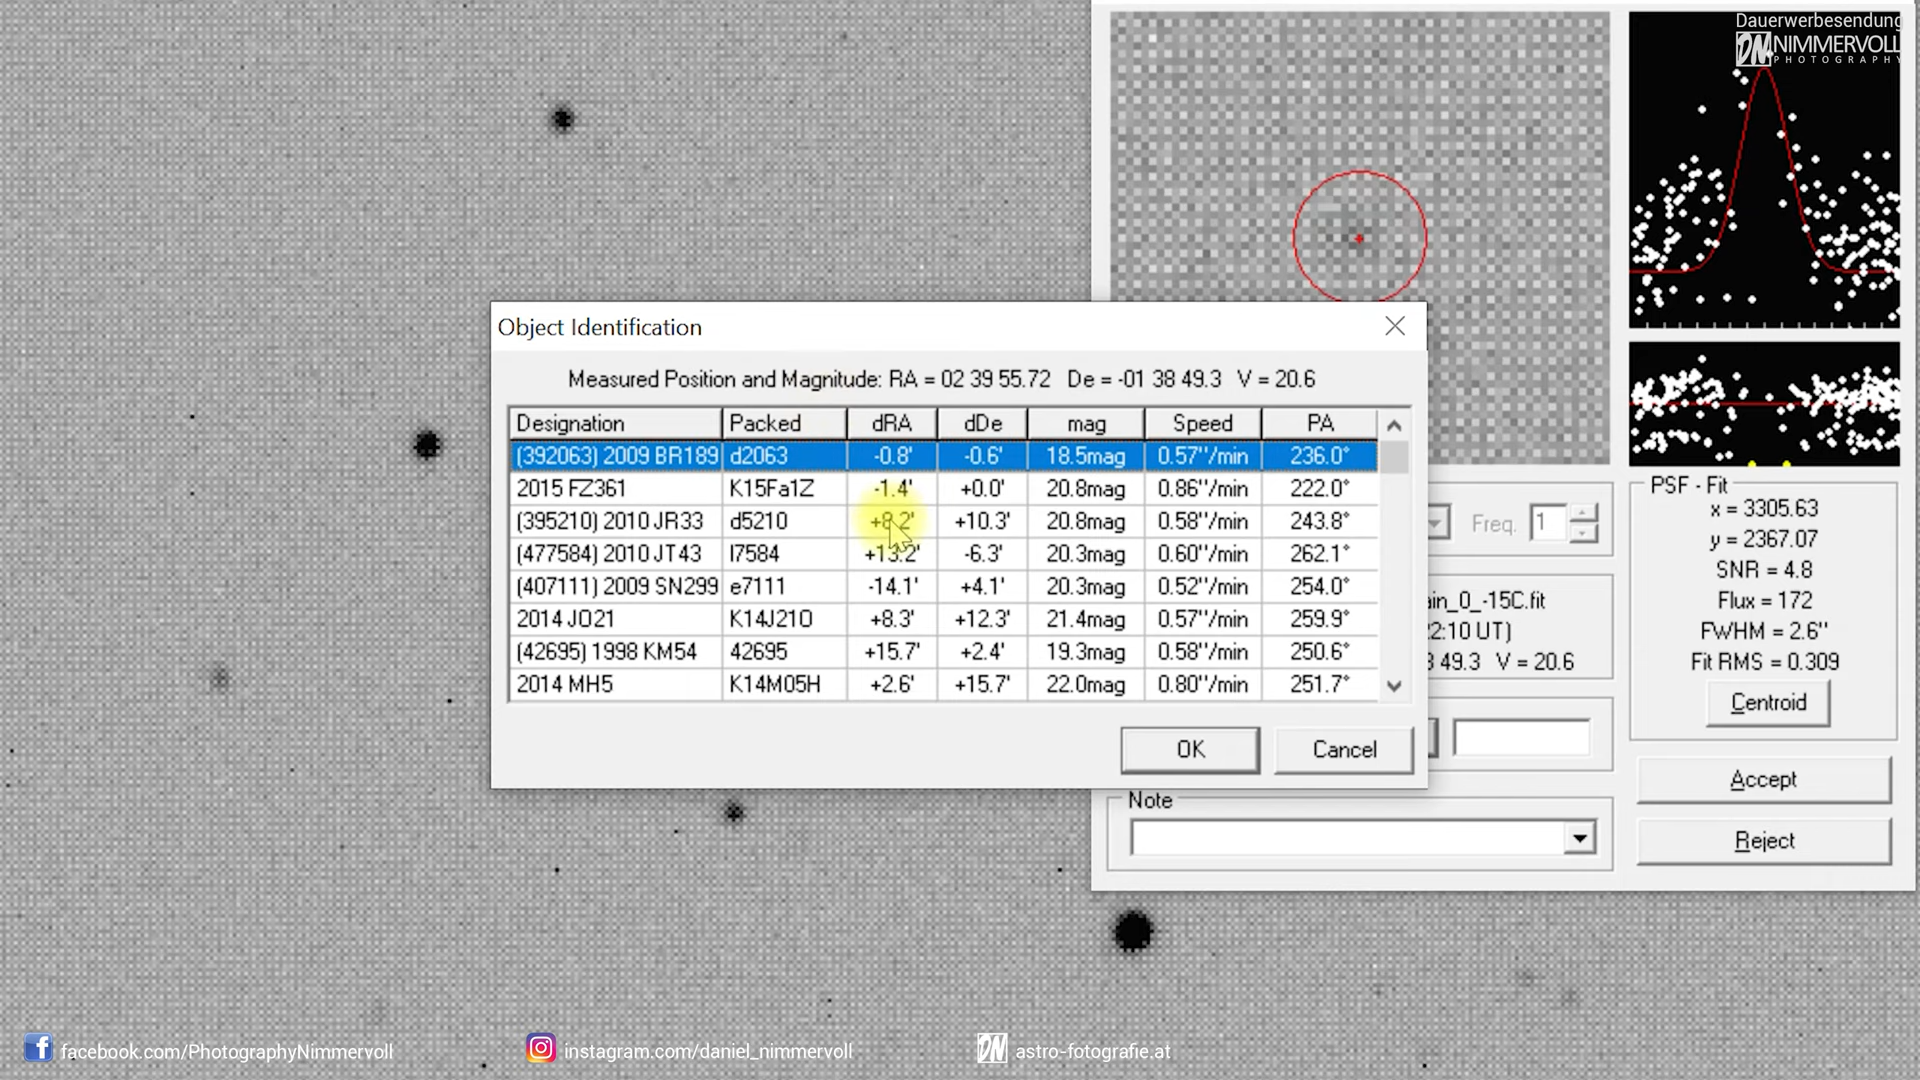 Dauerwerbesendung
DN NIMMERVOLL
PHOTOGRAPHY
Object Identification
Measured Position and Magnitude: RA = 02 39 55.72 De = -01 38 49.3 V = 20.6
Designation Packed dRA dDe mag Speed PA
(392063) 2009 BR189 d2063 -0.8' -0.6' 18.5mag 0.57''/min 236.0°
2015 FZ361 K15Fa1Z -1.4' +0.0' 20.8mag 0.86''/min 222.0°
(395210) 2010 JR33 d5210 +8.2' +10.3' 20.8mag 0.58''/min 243.8°
(477584) 2010 JT43 l7584 +13.2' -6.3' 20.3mag 0.60''/min 262.1°
(407111) 2009 SN299 e7111 -14.1' +4.1' 20.3mag 0.52''/min 254.0°
2014 JO21 K14J21O +8.3' +12.3' 21.4mag 0.57''/min 259.9°
(42695) 1998 KM54 42695 +15.7' +2.4' 19.3mag 0.58''/min 250.6°
2014 MH5 K14M05H +2.6' +15.7' 22.0mag 0.80''/min 251.7°
OK Cancel
Freq. 1
ain_0_-15C.fit
22:10 UT)
3 49.3 V = 20.6
Note
PSF - Fit
x = 3305.63
y = 2367.07
SNR = 4.8
Flux = 172
FWHM = 2.6''
Fit RMS = 0.309
Centroid
Accept
Reject
facebook.com/PhotographyNimmervoll
instagram.com/daniel_nimmervoll
DN astro-fotografie.at